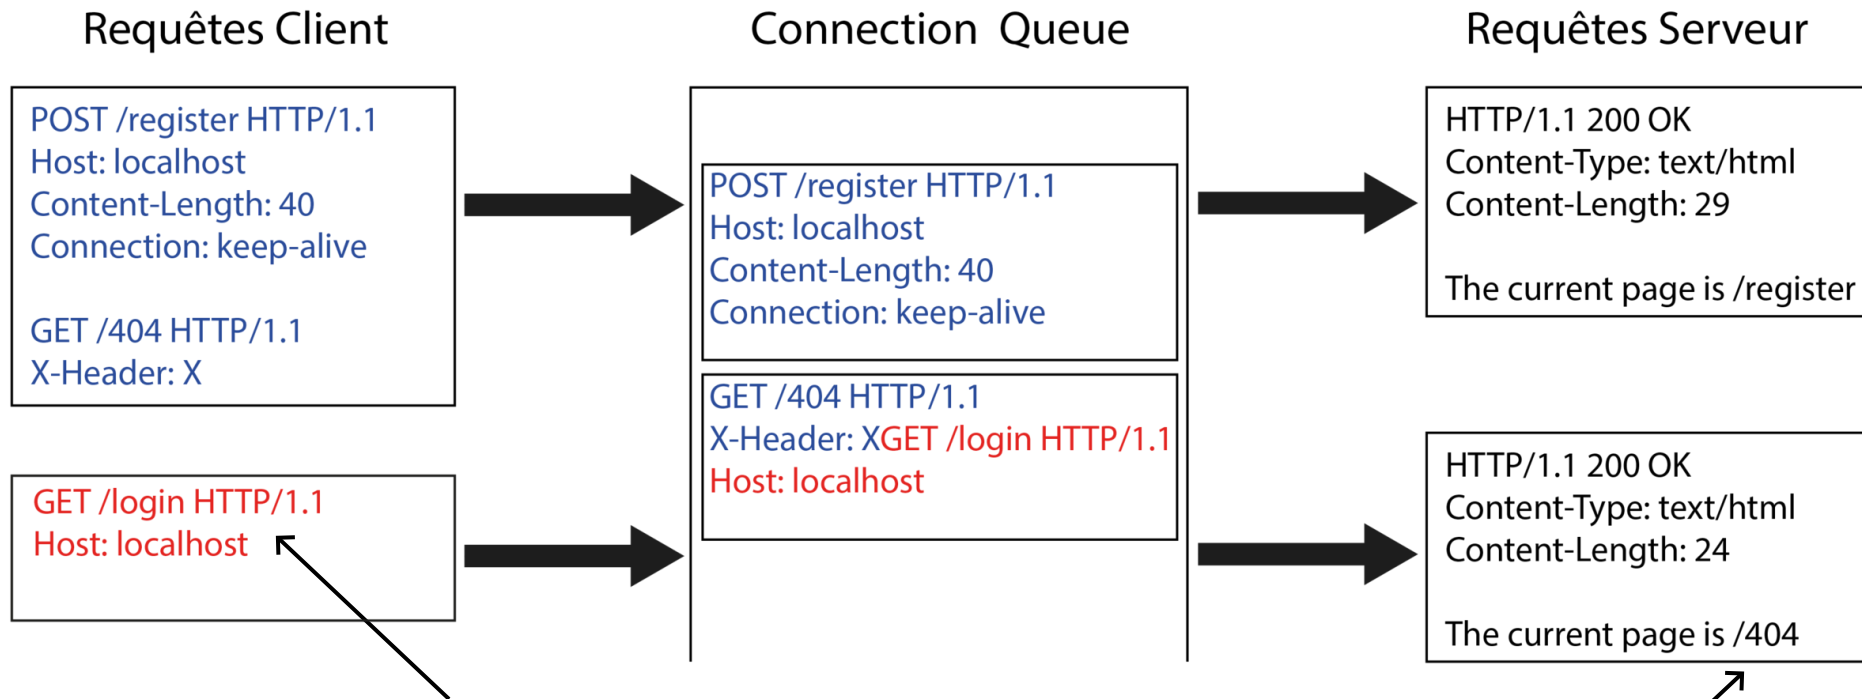 Requêtes Client
POST /register HTTP/1.1
Host: localhost
Content-Length: 40
Connection: keep-alive
GET /404 HTTP/1.1
X-Header: X
GET /login HTTP/1.1
Host: localhost
Connection Queue
POST /register HTTP/1.1
Host: localhost
Content-Length: 40
Connection: keep-alive
GET /404 HTTP/1.1
X-Header: XGET /login HTTP/1.1
Host: localhost
Requêtes Serveur
HTTP/1.1 200 OK
Content-Type: text/html
Content-Length: 29
The current page is /register
HTTP/1.1 200 OK
Content-Type: text/html
Content-Length: 24
The current page is /404